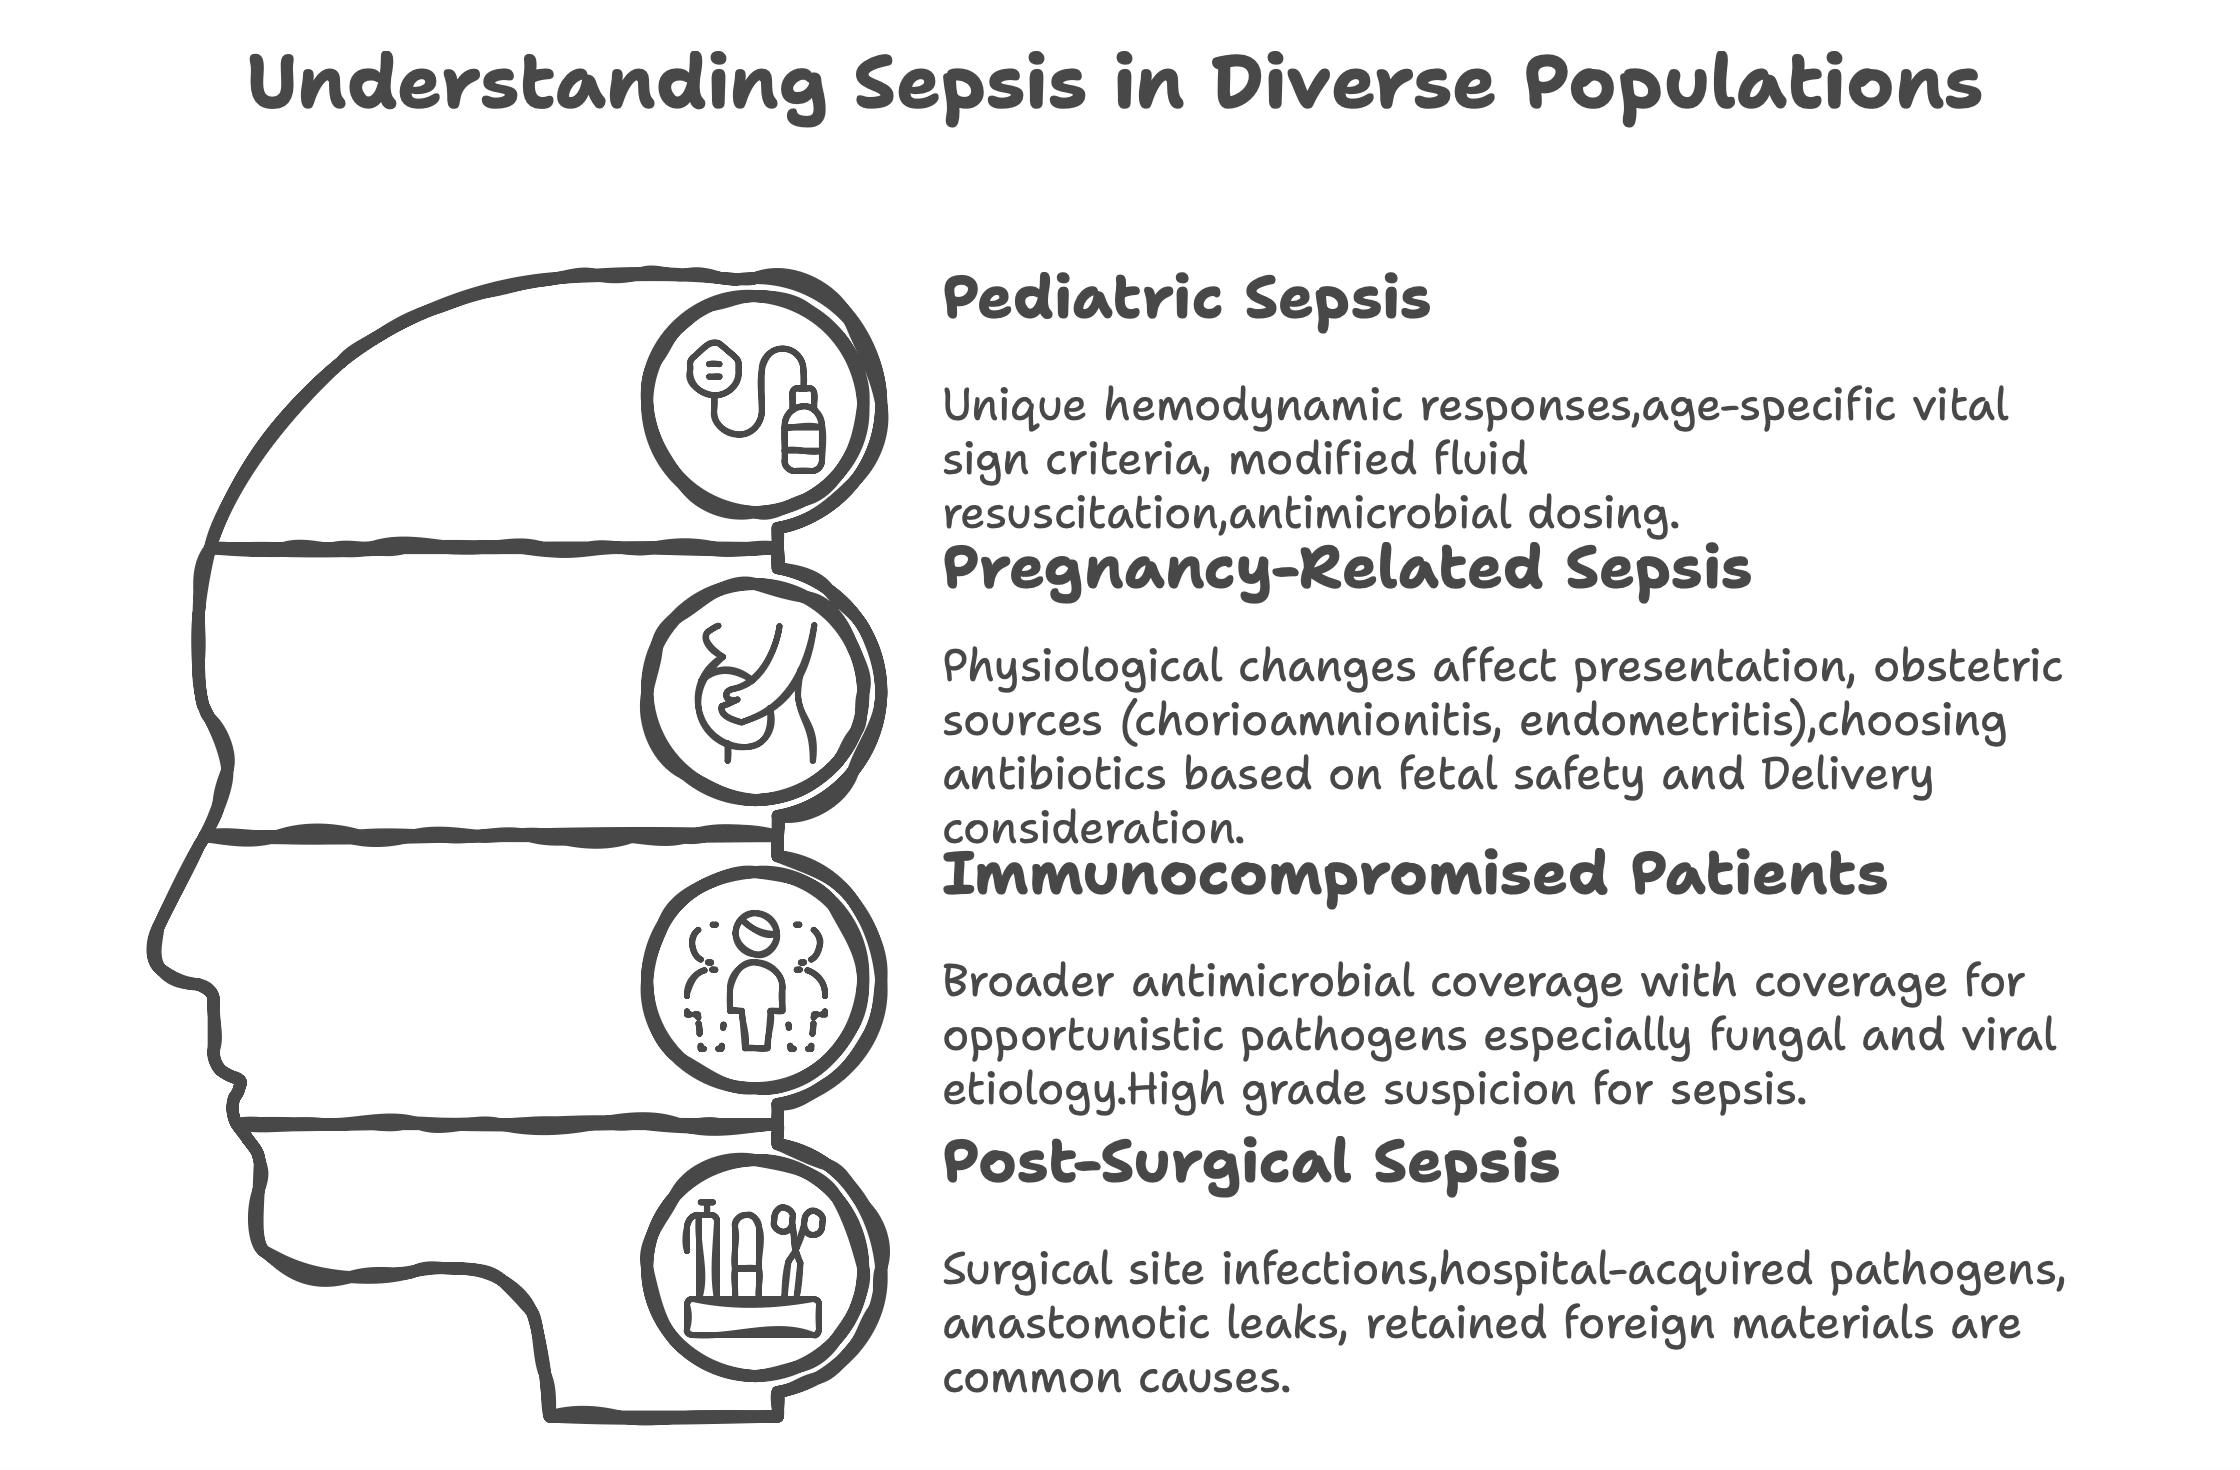 Understanding Sepsis in Diverse Populations
Pediatric Sepsis
Unique hemodynamic responses,age-specific vital
sign criteria, modified fluid
resuscitation,antimicrobial dosing.
Pregnancy-Related Sepsis
Physiological changes affect presentation, obstetric
sources (chorioamnionitis, endometritis),choosing
antibiotics based on fetal safety and Delivery
consideration.
Immunocompromised Patients
Broader antimicrobial coverage with coverage for
opportunistic pathogens especially fungal and viral
etiology.High grade suspicion for sepsis.
Post-Surgical Sepsis
Surgical site infections,hospital-acquired pathogens,
anastomotic leaks, retained foreign materials are
common causes.